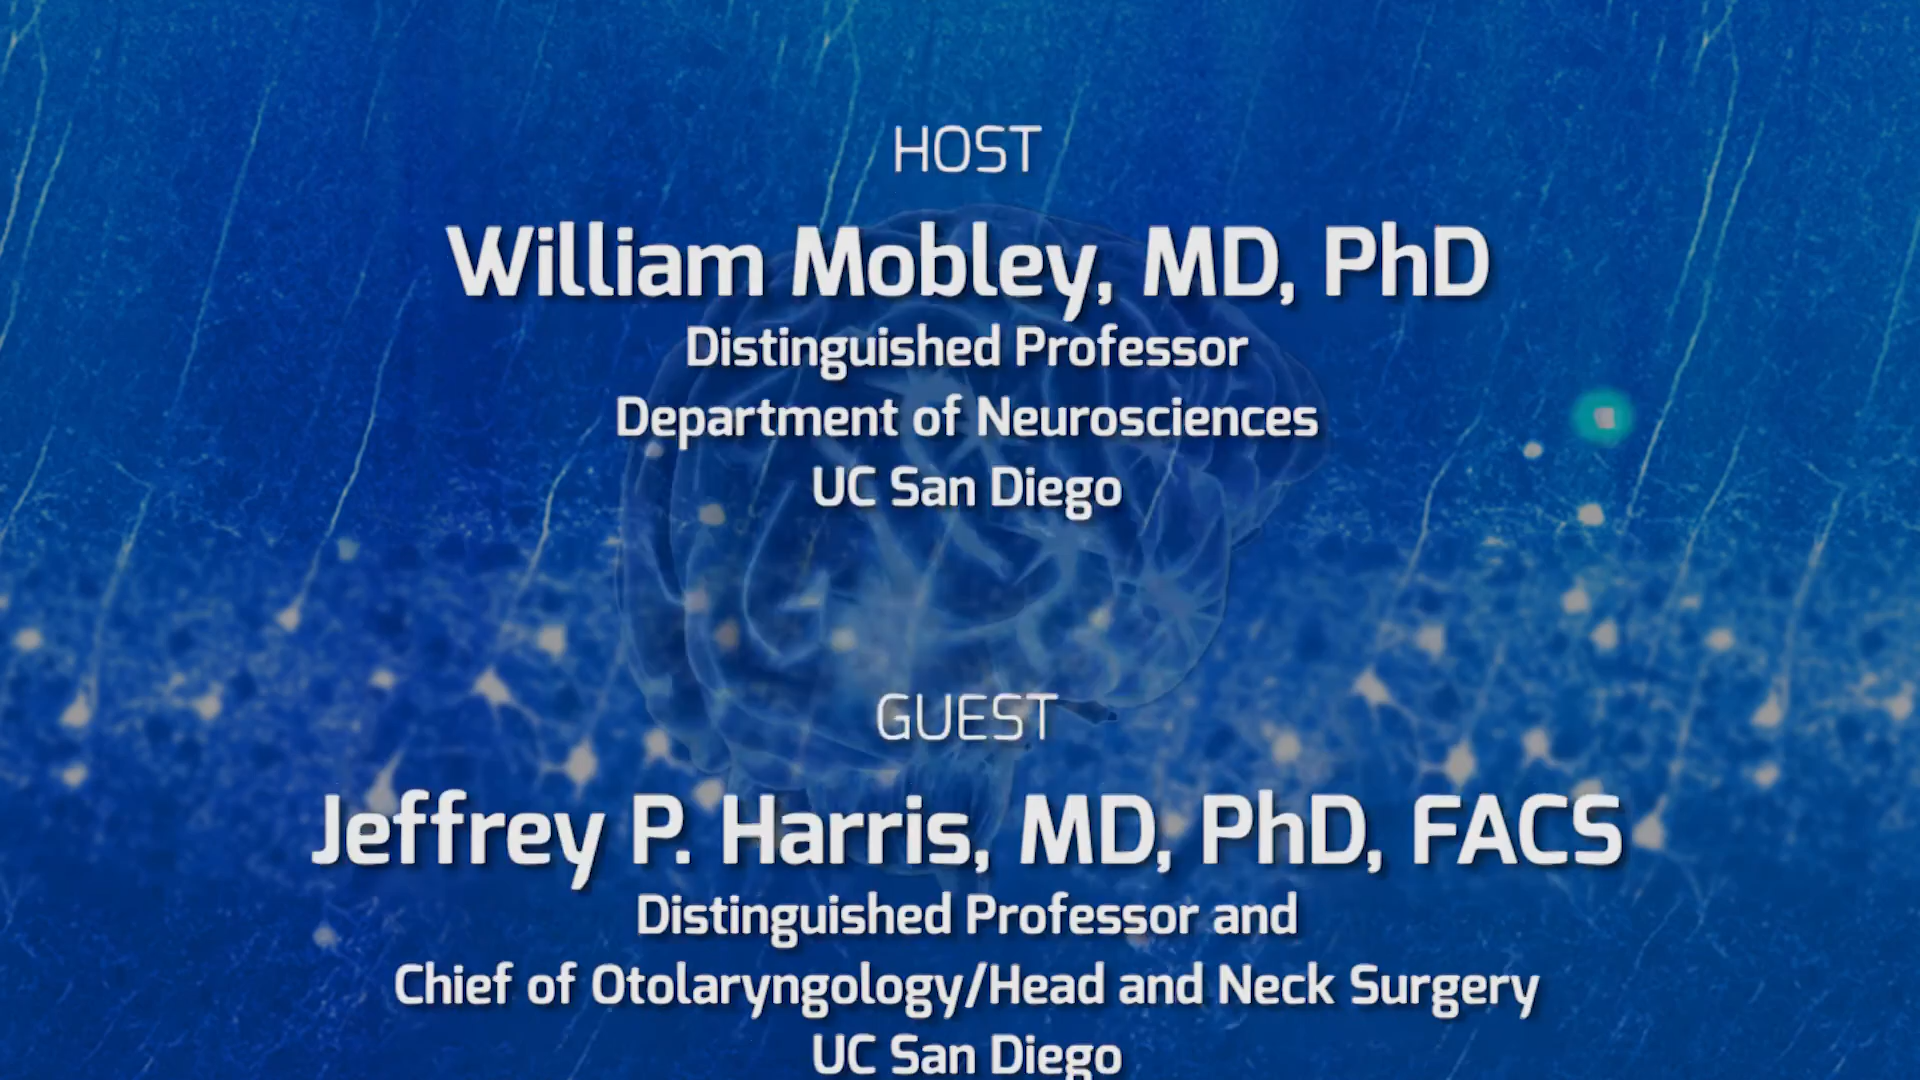 HOST
William Mobley, MD, PhD
Distinguished Professor
Department of Neurosciences
UC San Diego
GUEST
Jeffrey P. Harris, MD, PhD, FACS
Distinguished Professor and
Chief of Otolaryngology/Head and Neck Surgery
UC San Diego